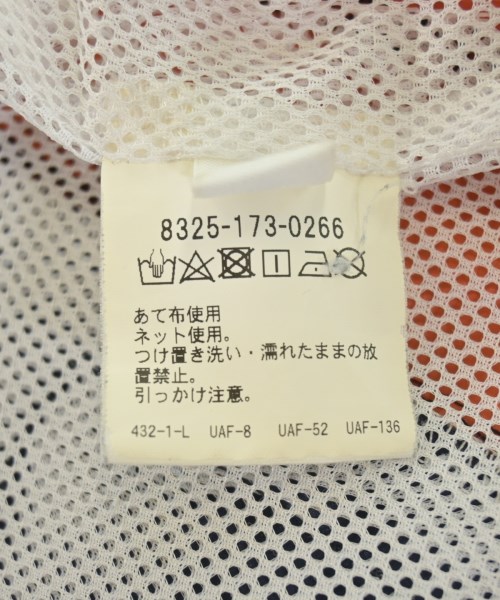 8325-173-0266
あて布使用
ネット使用。
つけ置き洗い・濡れたままの放
置禁止。
引っかけ注意。
432-1-L UAF-8 UAF-52 UAF-136